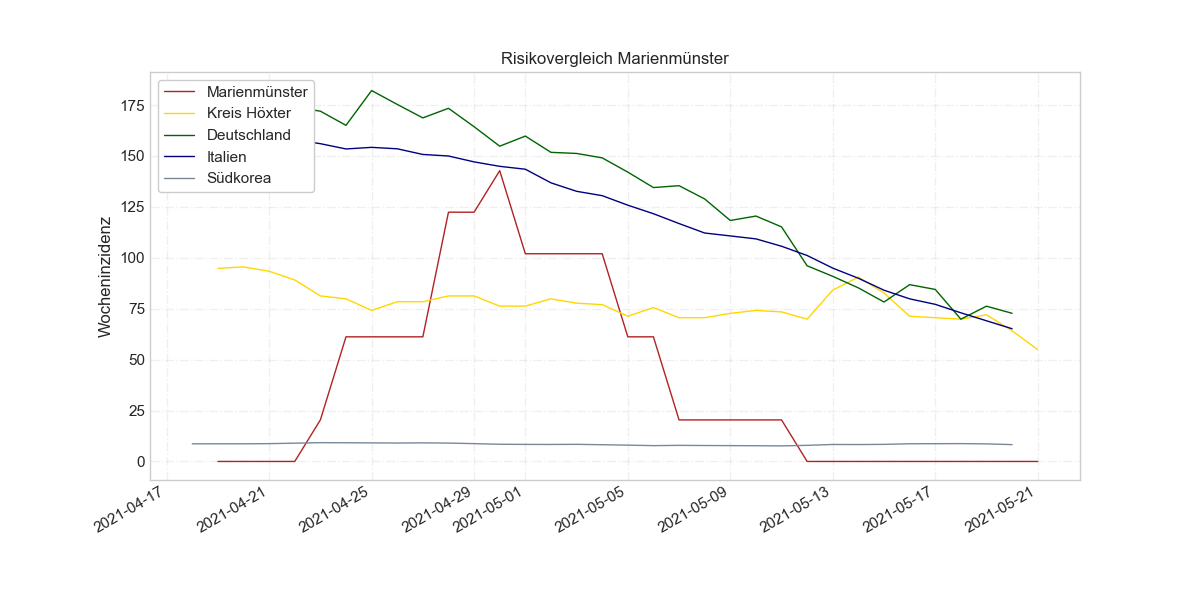 Risikovergleich Marienmünster
Marienmünster
Kreis Höxter
Deutschland
Italien
Südkorea
Wocheninzidenz
175
150
125
100
75
50
25
0
2021-04-17
2021-04-21
2021-04-25
2021-04-29
2021-05-01
2021-05-05
2021-05-09
2021-05-13
2021-05-17
2021-05-21